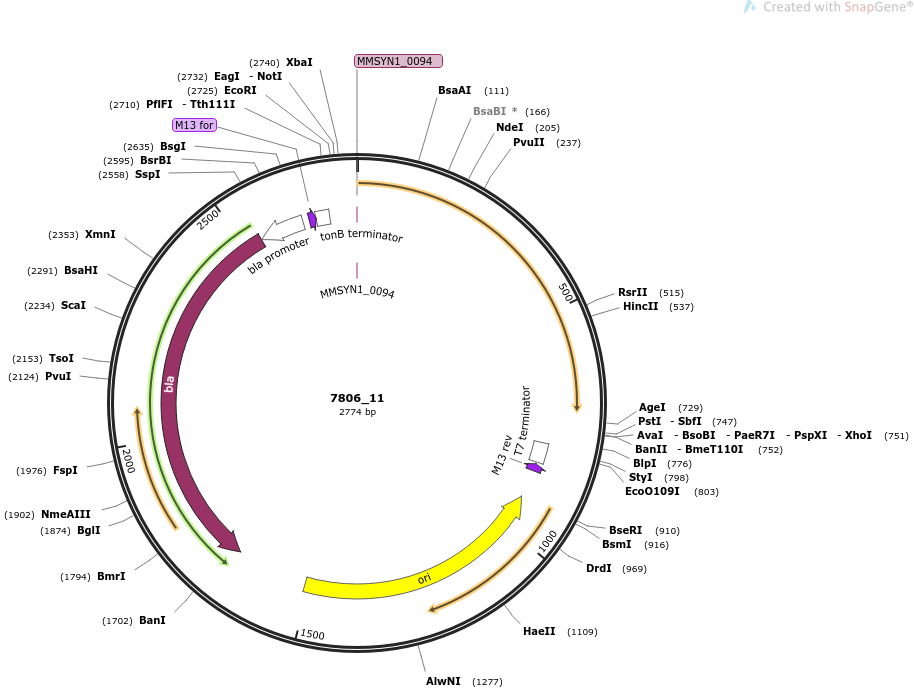 Created with SnapGene®
(2740) XbaI
MMSYN1_0094
(2732) EagI - NotI
(2725) EcoRI
(2710) PflFI - Tth111I
M13 for
(2635) BsgI
(2595) BsrBI
(2558) SspI
BsaAI (111)
BsaBI * (166)
NdeI (205)
PvuII (237)
2500
(2353) XmnI
(2291) BsaHI
(2234) ScaI
(2153) TsoI
(2124) PvuI
bla promoter
tonB terminator
MMSYN1_0094
500
RsrII (515)
HincII (537)
bla
7806_11
2774 bp
T7 terminator
M13 rev
AgeI (729)
PstI - SbfI (747)
AvaI - BsoBI - PaeR7I - PspXI - XhoI (751)
BanII - BmeT110I (752)
BlpI (776)
StyI (798)
EcoO109I (803)
2000
(1976) FspI
(1902) NmeAIII
(1874) BglI
(1794) BmrI
(1702) BanI
BseRI (910)
BsmI (916)
1000
DrdI (969)
ori
1500
HaeII (1109)
AlwNI (1277)